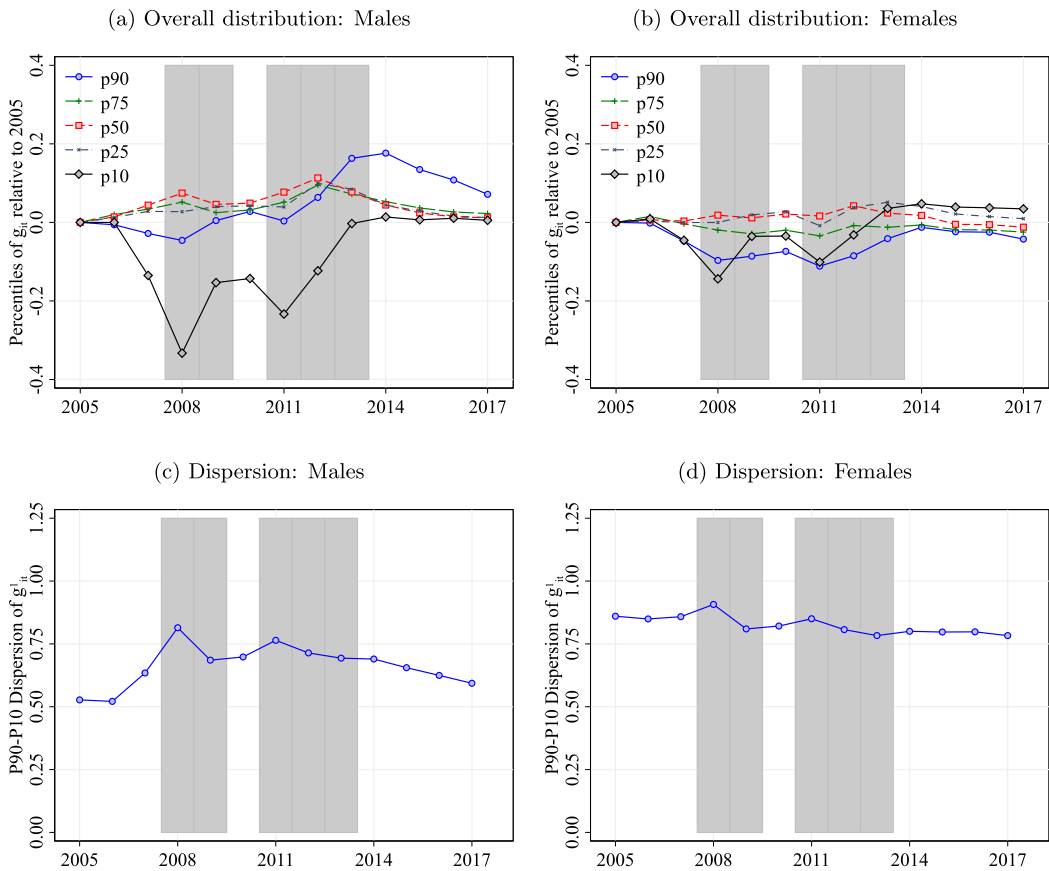 (a) Overall distribution: Males
Percentiles of g¹ᵢₜ relative to 2005
0.4
0.2
0.0
-0.2
-0.4
p90
p75
p50
p25
p10
2005 2008 2011 2014 2017
(b) Overall distribution: Females
Percentiles of g¹ᵢₜ relative to 2005
0.4
0.2
0.0
-0.2
-0.4
p90
p75
p50
p25
p10
2005 2008 2011 2014 2017
(c) Dispersion: Males
P90-P10 Dispersion of g¹ᵢₜ
1.25
1.00
0.75
0.50
0.25
0.00
2005 2008 2011 2014 2017
(d) Dispersion: Females
P90-P10 Dispersion of g¹ᵢₜ
1.25
1.00
0.75
0.50
0.25
0.00
2005 2008 2011 2014 2017